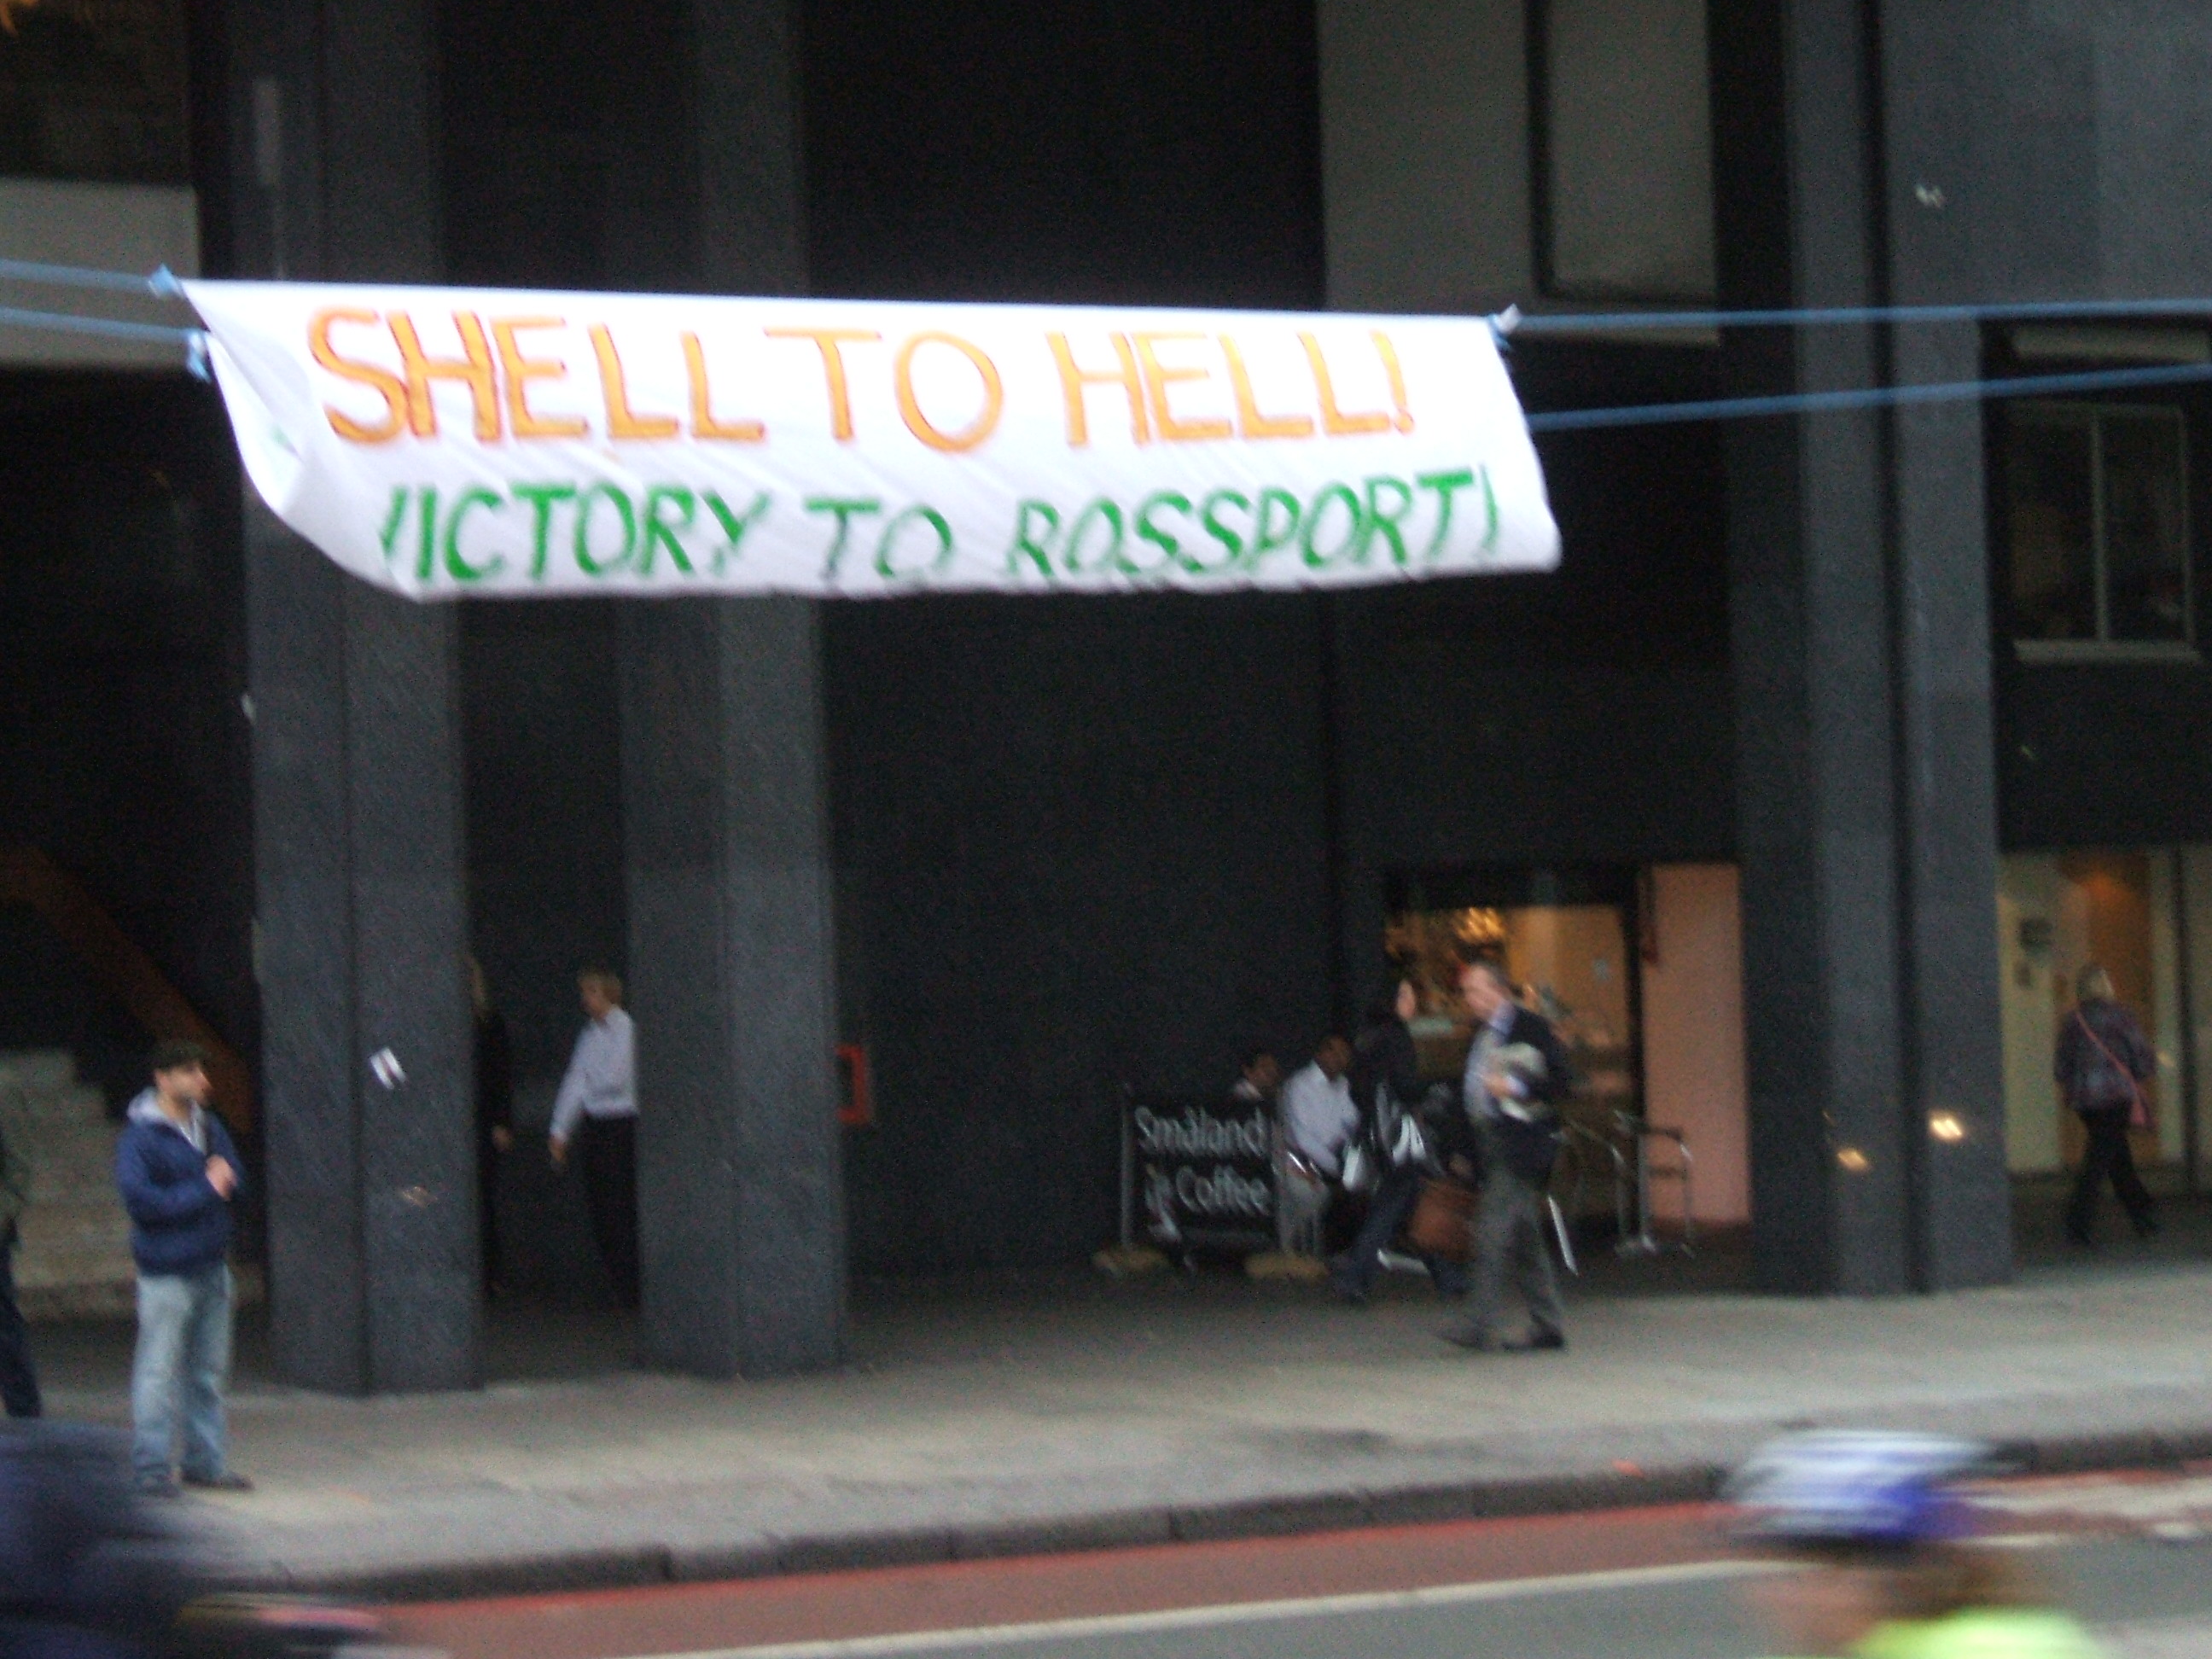 SHELL TO HELL!
VICTORY TO ROSSPORT!
Småland
Coffee